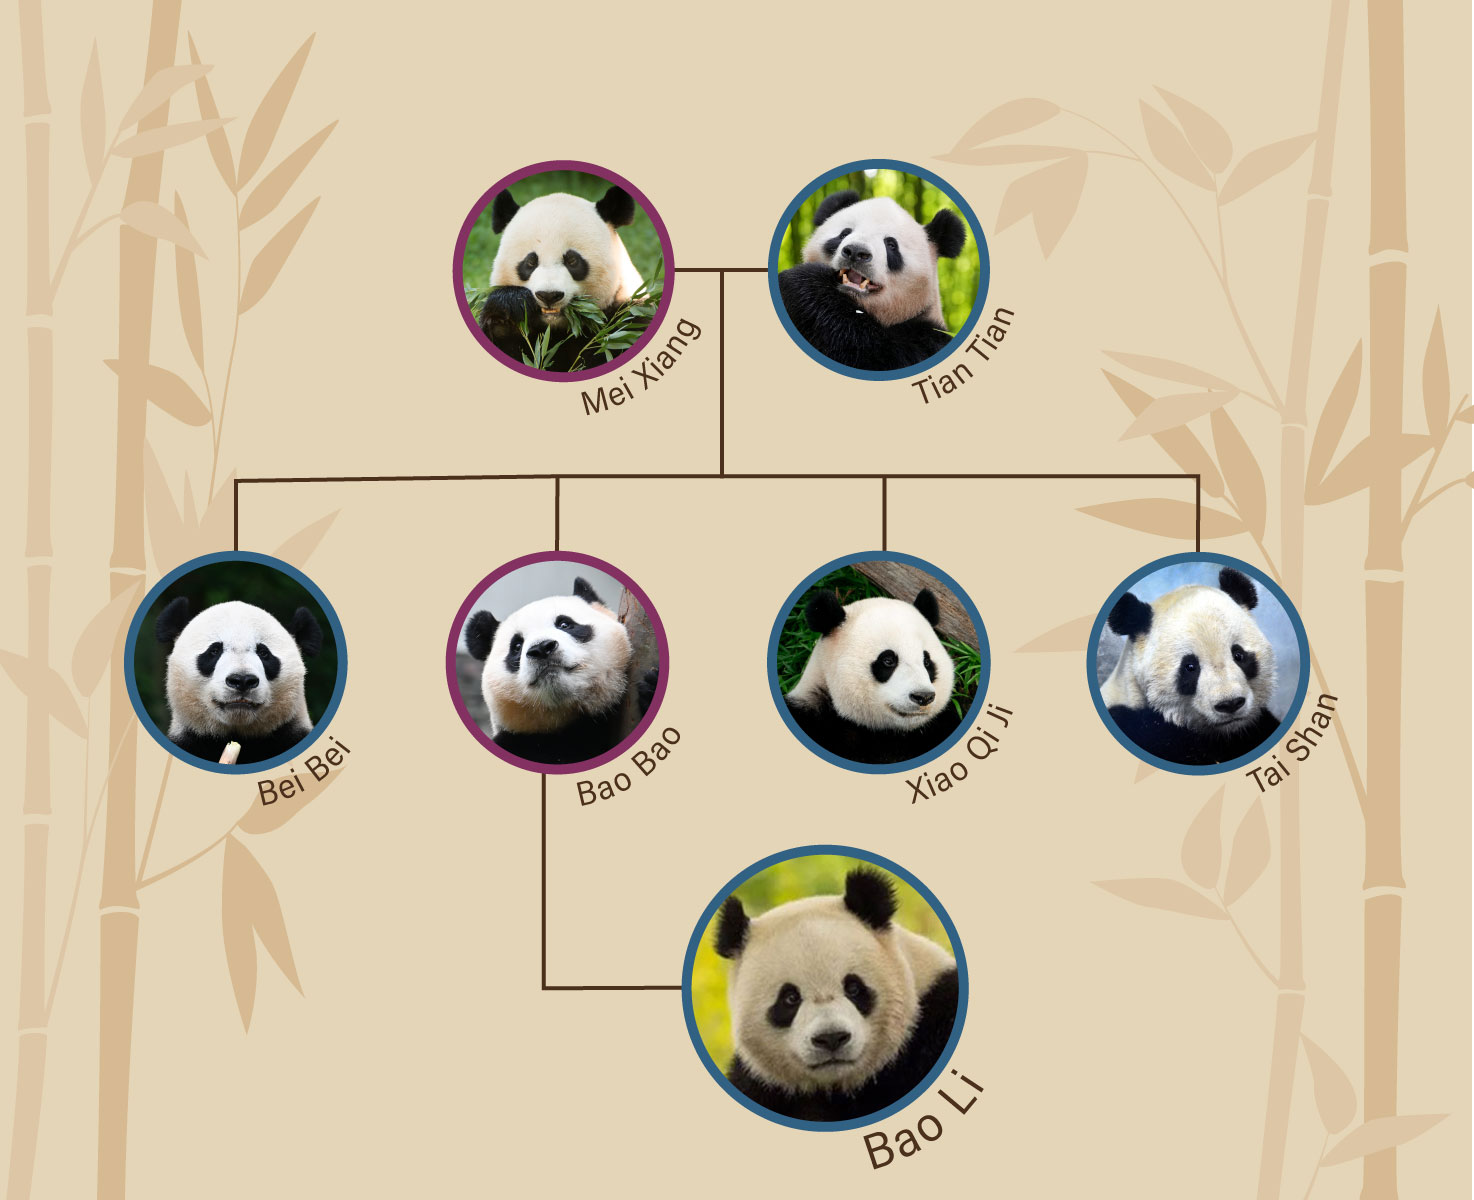 Mei Xiang
Tian Tian
Bei Bei
Bao Bao
Xiao Qi Ji
Tai Shan
Bao Li